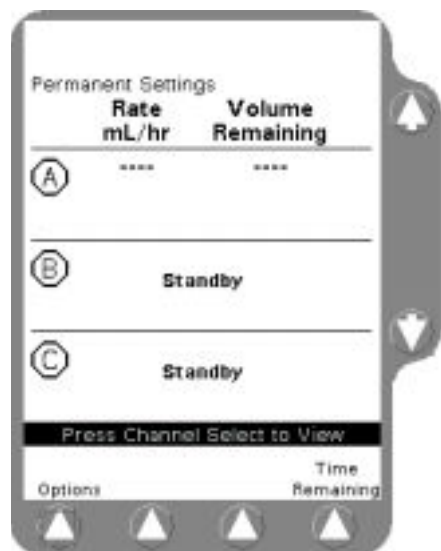 Permanent Settings
Rate Volume
mL/hr Remaining
A ---- ----
B Standby
C Standby
Press Channel Select to View
Time
Options Remaining